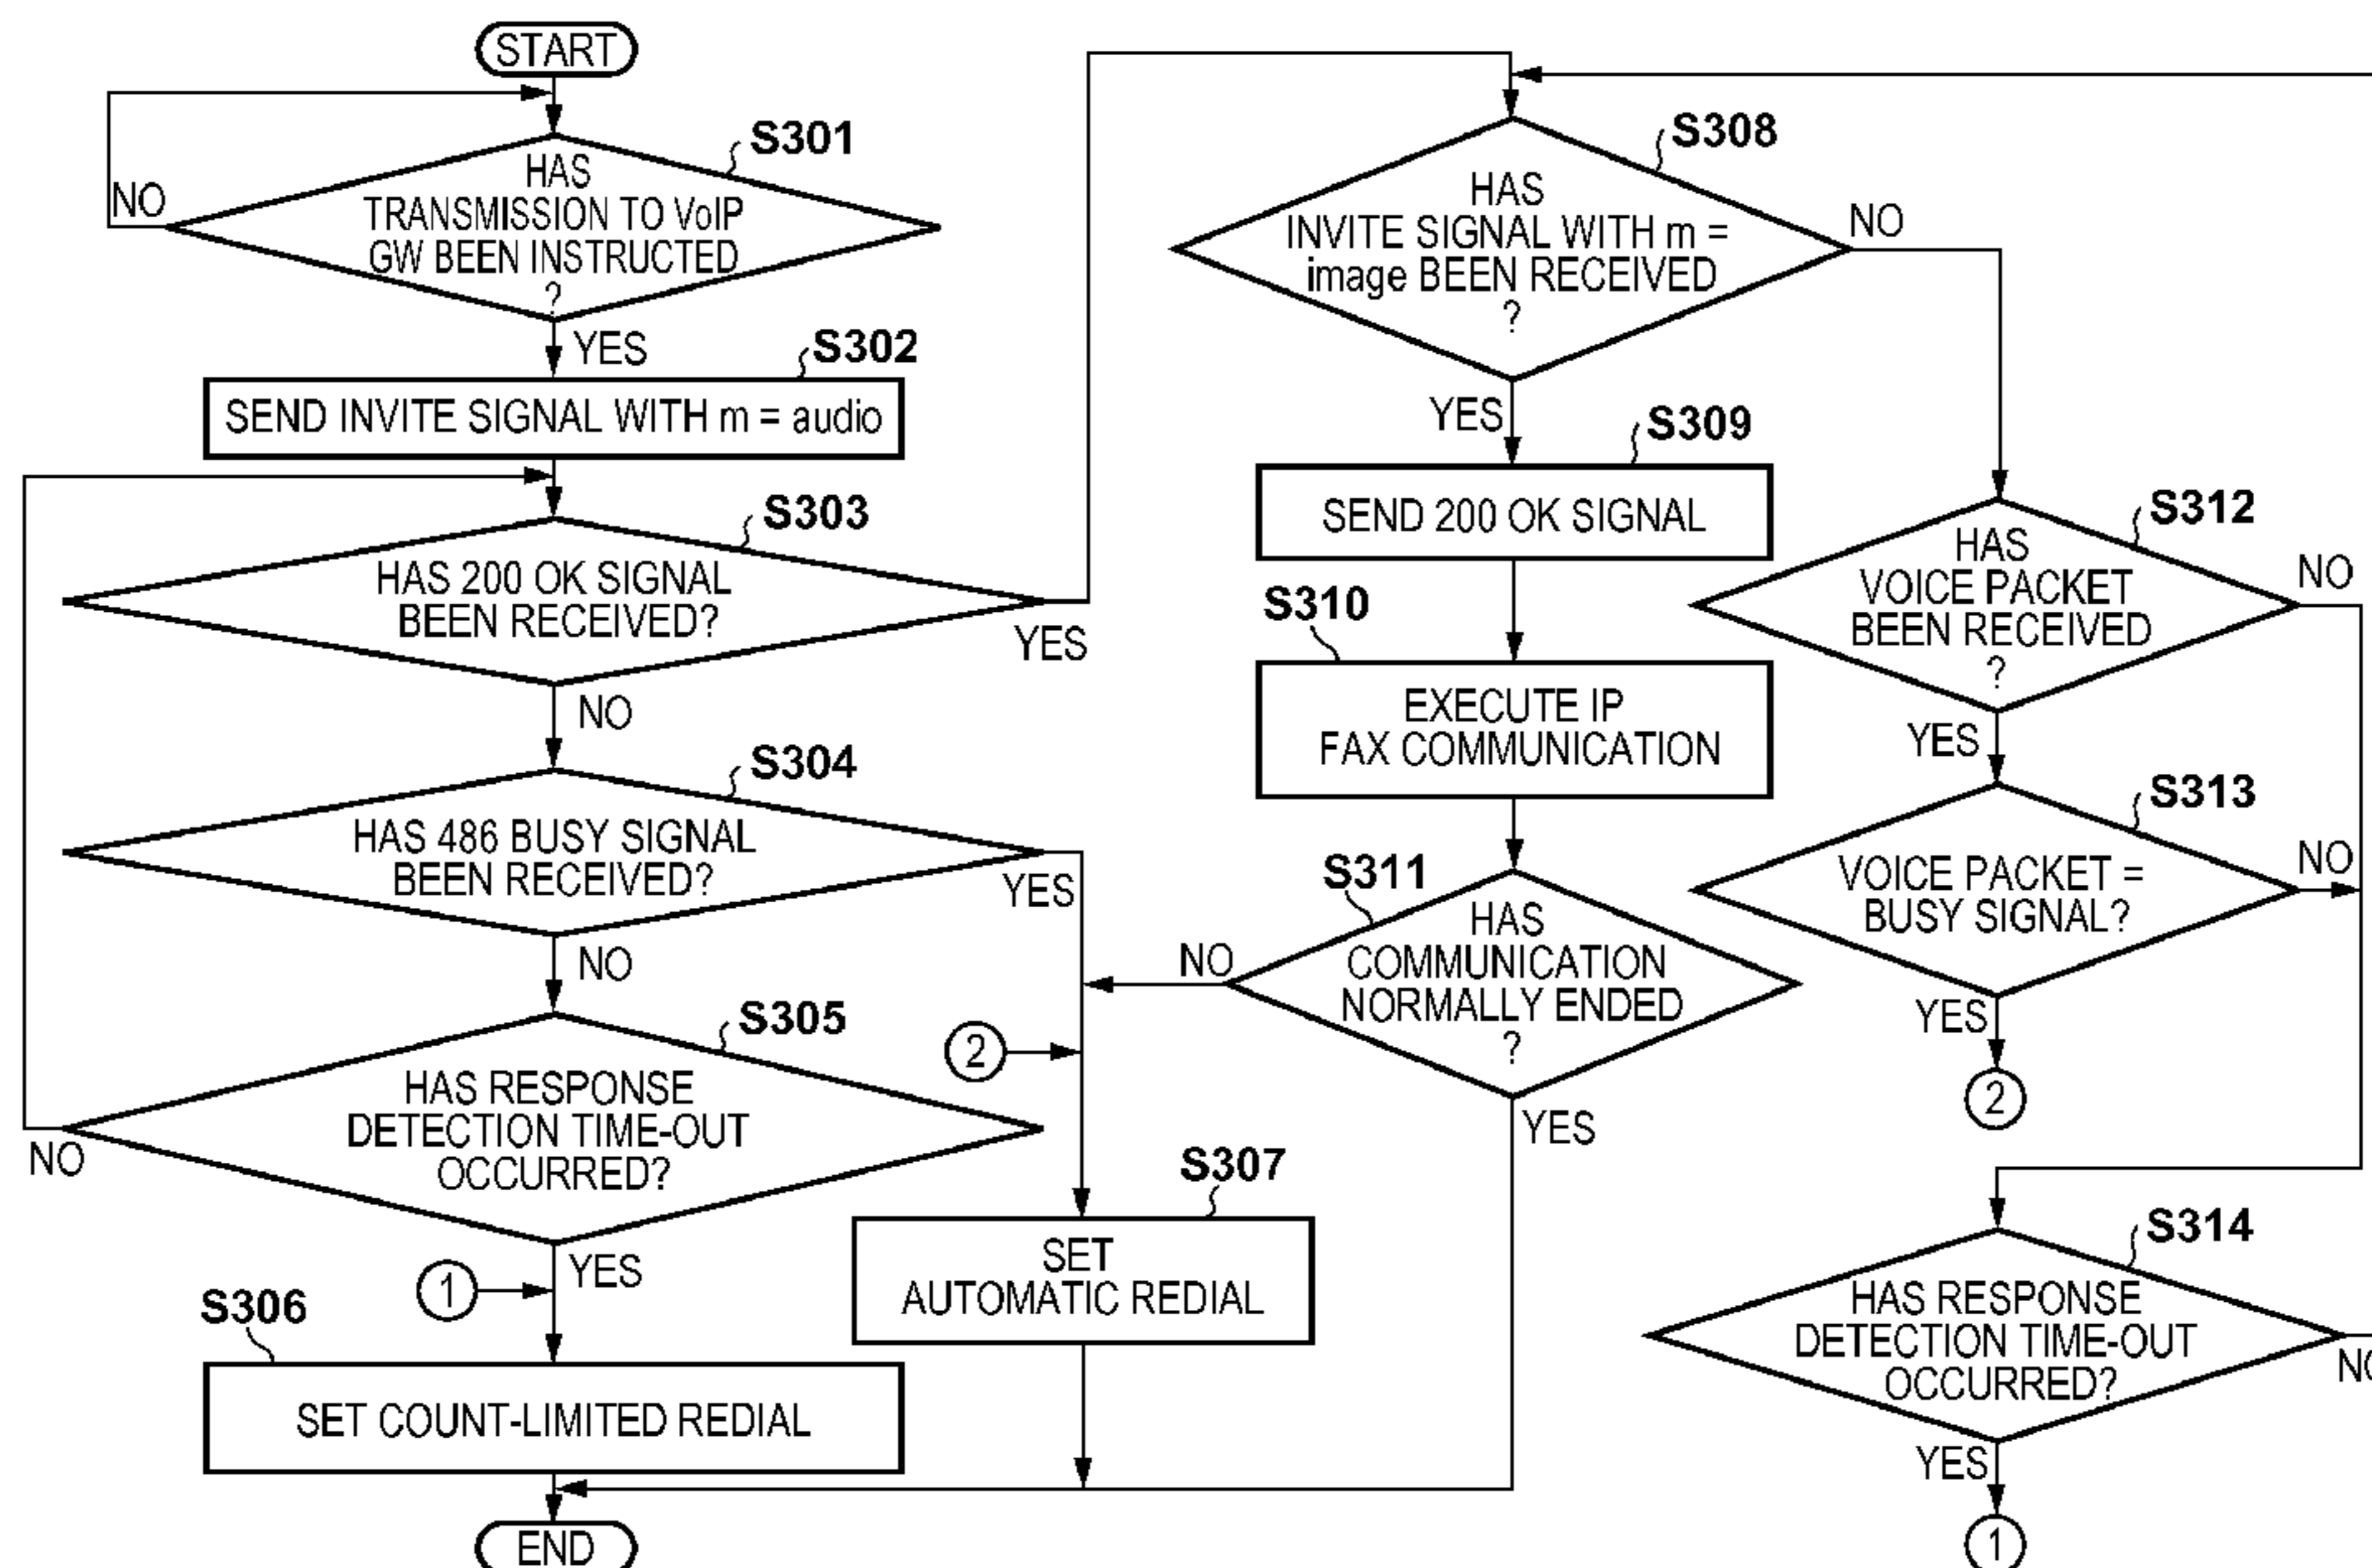 START
S301
HAS
TRANSMISSION TO VoIP
GW BEEN INSTRUCTED
?
NO
YES
S302
SEND INVITE SIGNAL WITH m = audio
S303
HAS 200 OK SIGNAL
BEEN RECEIVED?
YES
NO
S304
HAS 486 BUSY SIGNAL
BEEN RECEIVED?
YES
NO
S305
HAS RESPONSE
DETECTION TIME-OUT
OCCURRED?
NO
YES
1
S306
SET COUNT-LIMITED REDIAL
END
2
S307
SET
AUTOMATIC REDIAL
S308
HAS
INVITE SIGNAL WITH m =
image BEEN RECEIVED
?
NO
YES
S309
SEND 200 OK SIGNAL
S310
EXECUTE IP
FAX COMMUNICATION
S311
HAS
COMMUNICATION
NORMALLY ENDED
?
NO
YES
S312
HAS
VOICE PACKET
BEEN RECEIVED
?
NO
YES
S313
VOICE PACKET =
BUSY SIGNAL?
NO
YES
2
S314
HAS RESPONSE
DETECTION TIME-OUT
OCCURRED?
NO
YES
1